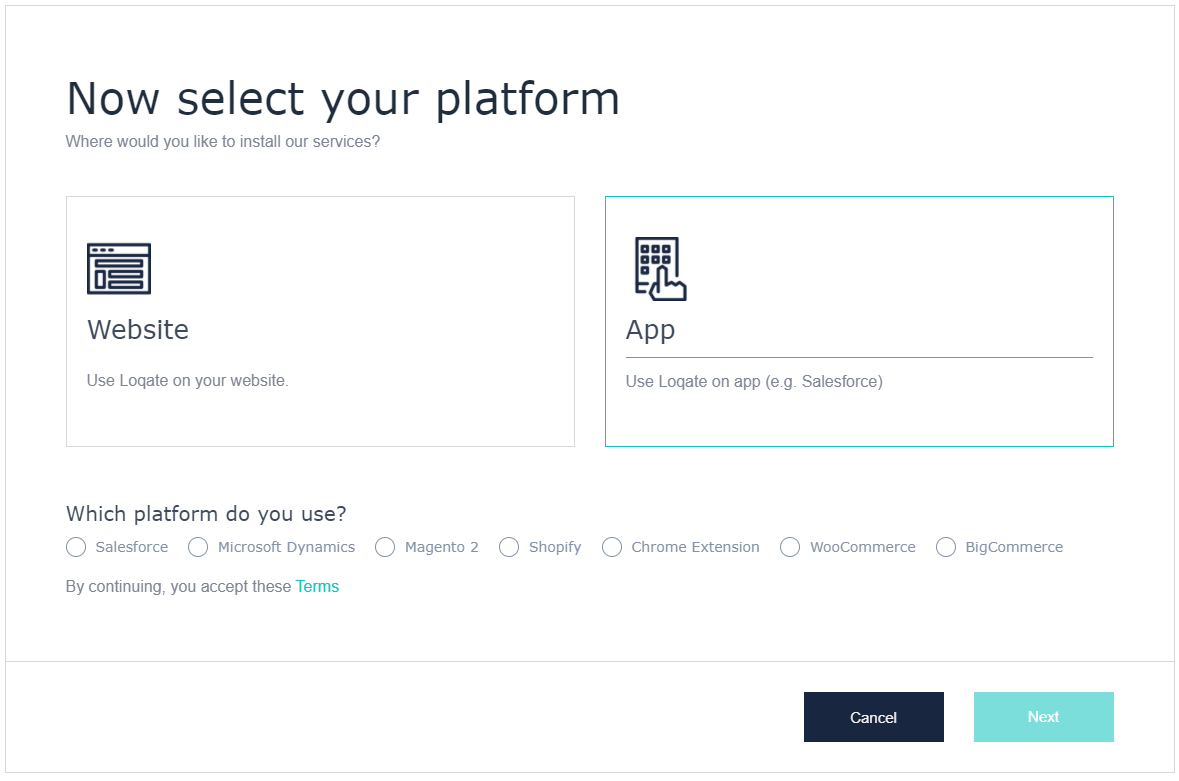 Now select your platform
Where would you like to install our services?
Website
Use Loqate on your website.
App
Use Loqate on app (e.g. Salesforce)
Which platform do you use?
Salesforce Microsoft Dynamics Magento 2 Shopify Chrome Extension WooCommerce BigCommerce
By continuing, you accept these Terms
Cancel Next